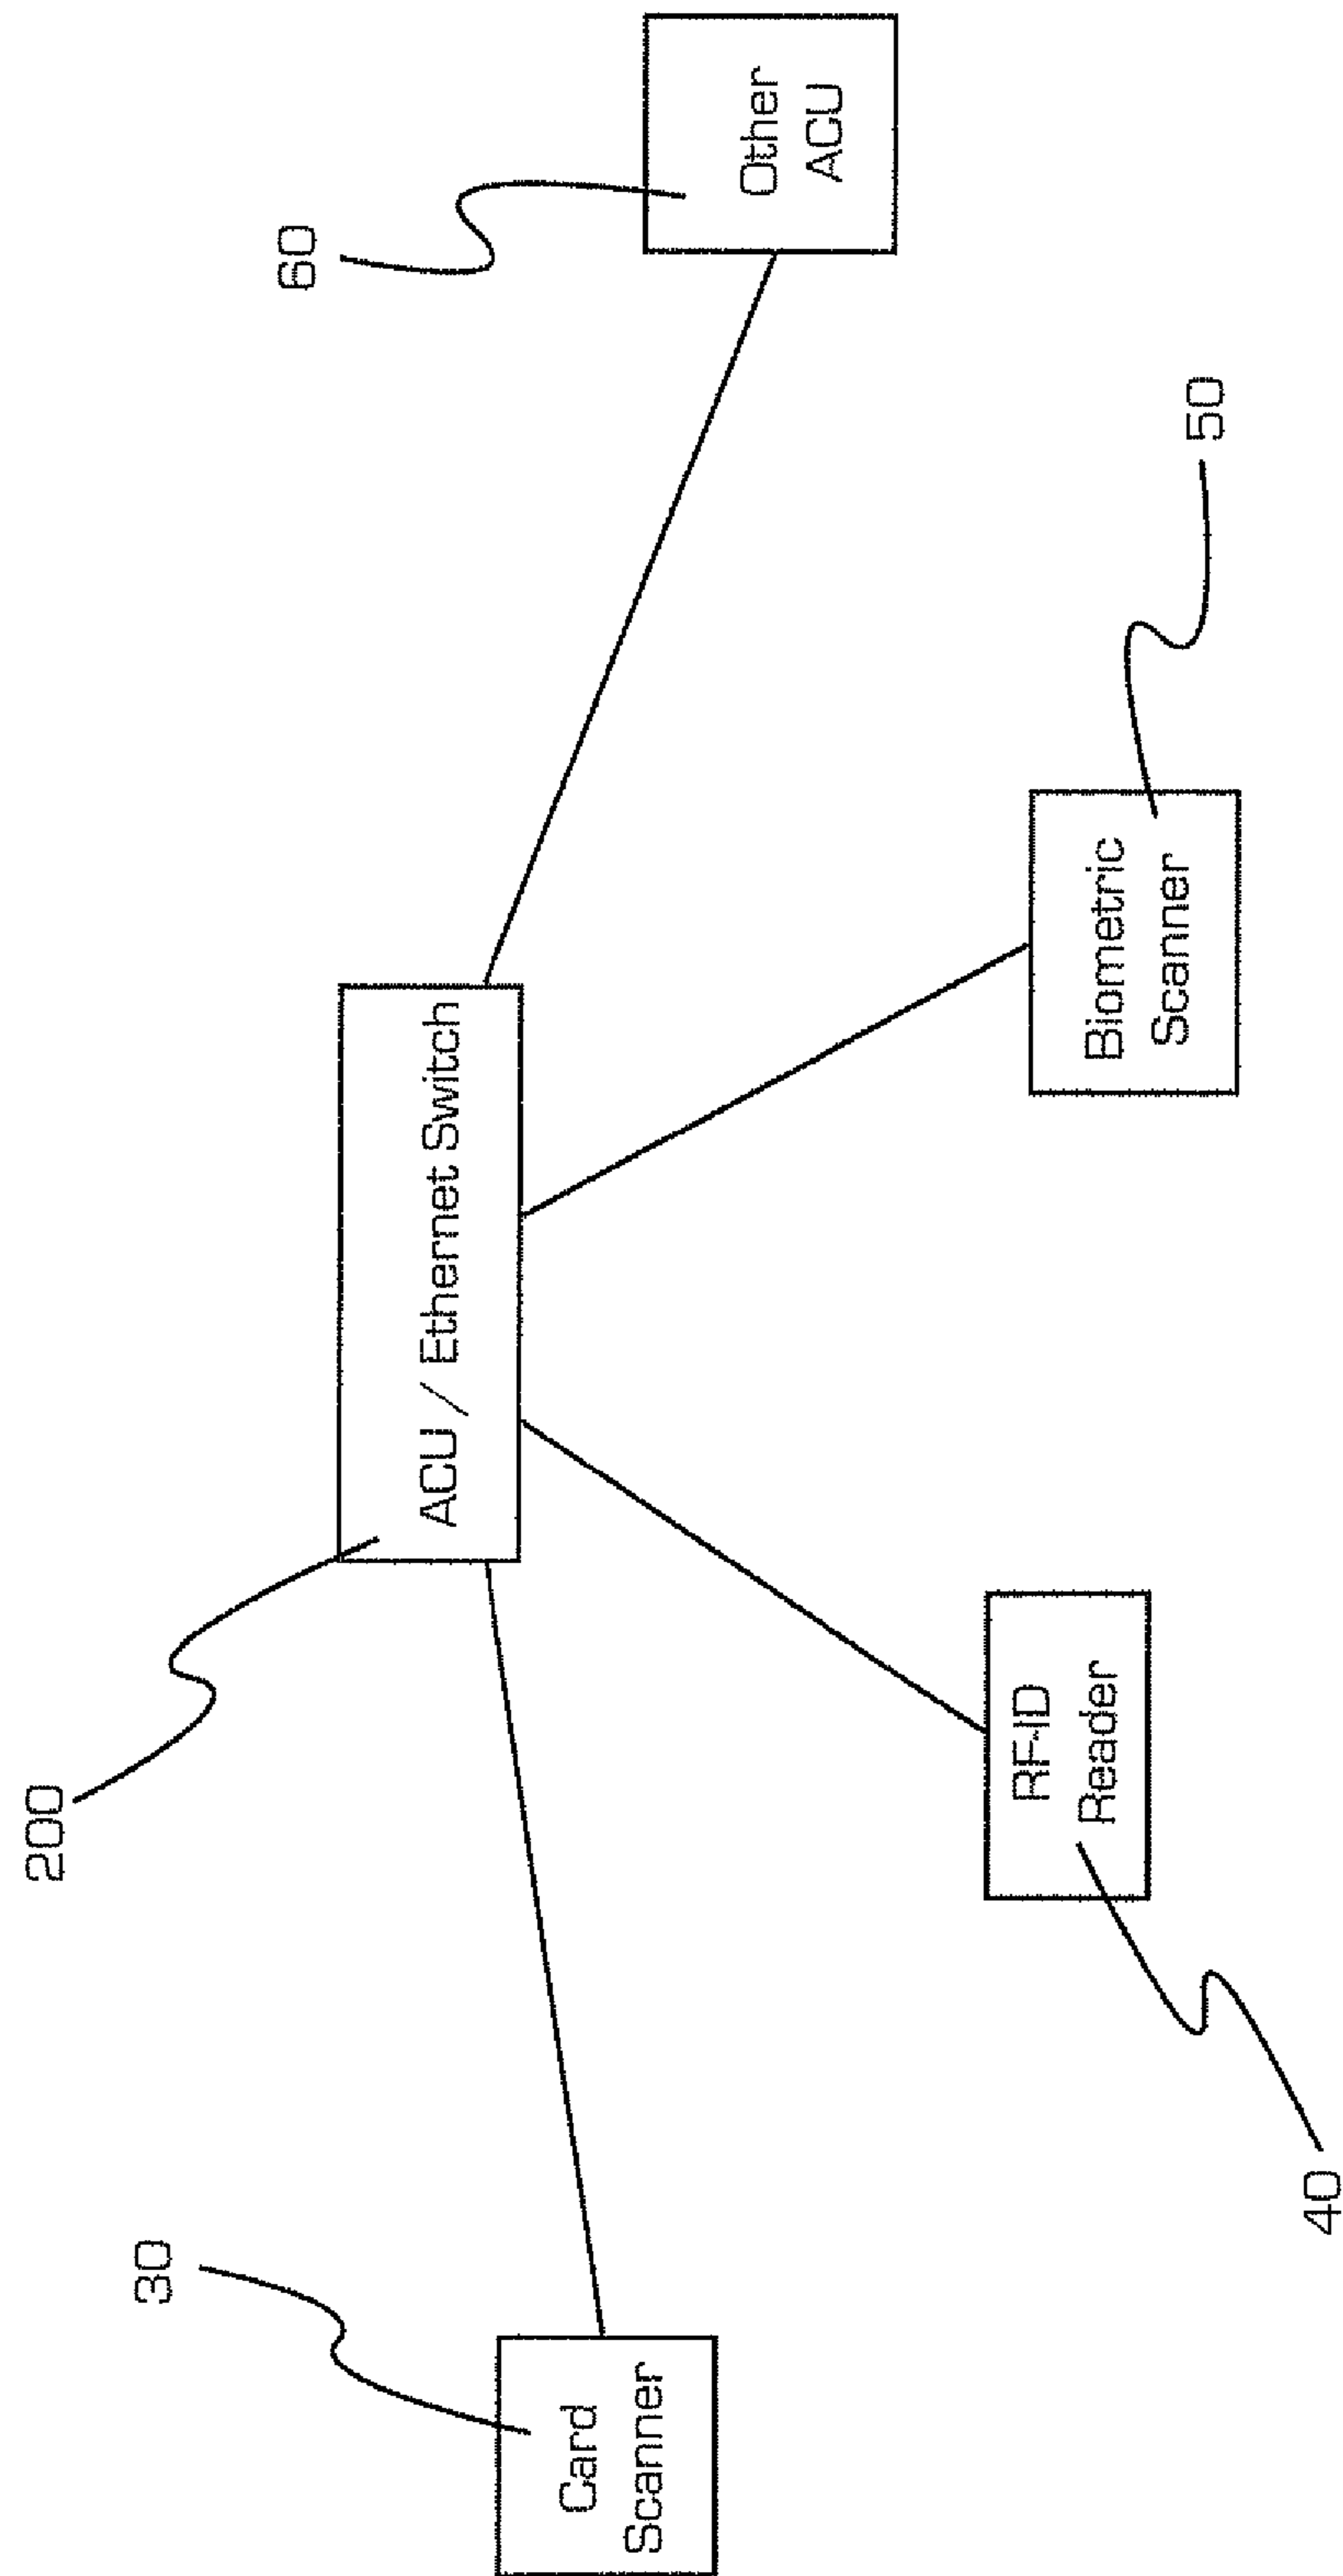 200
ACU / Ethernet Switch
60
Other
ACU
30
Card
Scanner
RF-ID
Reader
40
Biometric
Scanner
50